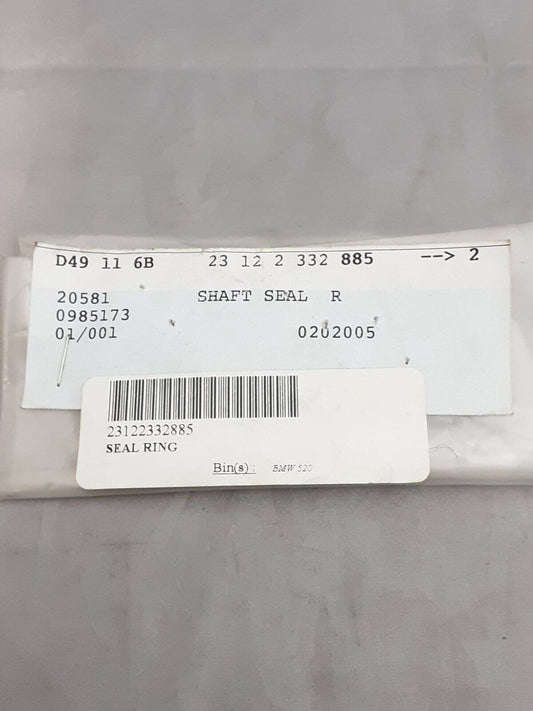 D49 11 6B 23 12 2 332 885 --> 2
20581 SHAFT SEAL R
0985173
01/001 0202005
23122332885
SEAL RING
Bin(s) : BMW 520